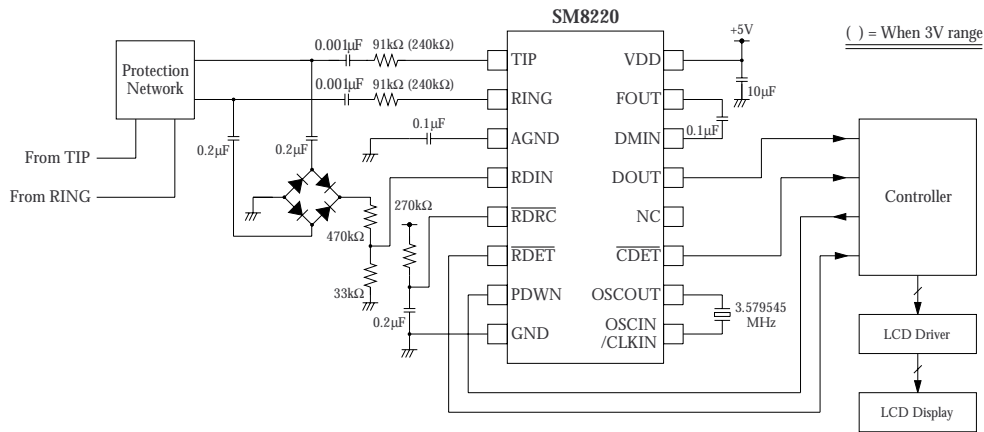 SM8220
( ) = When 3V range
+5V
0.001µF
91kΩ (240kΩ)
TIP
VDD
Protection
Network
0.001µF
91kΩ (240kΩ)
10µF
RING
FOUT
0.1µF
AGND
DMIN
0.1µF
From TIP
0.2µF
0.2µF
RDIN
DOUT
Controller
From RING
270kΩ
RDRC
NC
470kΩ
RDET
CDET
33kΩ
PDWN
OSCOUT
3.579545
MHz
0.2µF
GND
OSCIN
/CLKIN
LCD Driver
LCD Display